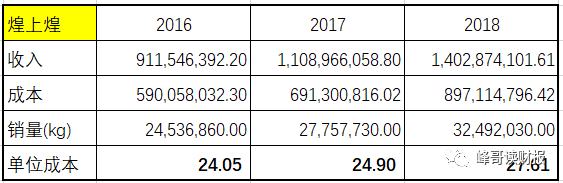 煌上煌 2016 2017 2018
收入 911,546,392.20 1,108,966,058.80 1,402,874,101.61
成本 590,058,032.30 691,300,816.02 897,114,796.42
销量(kg) 24,536,860.00 27,757,730.00 32,492,030.00
单位成本 24.05 24.90 27.61
峰哥读财报